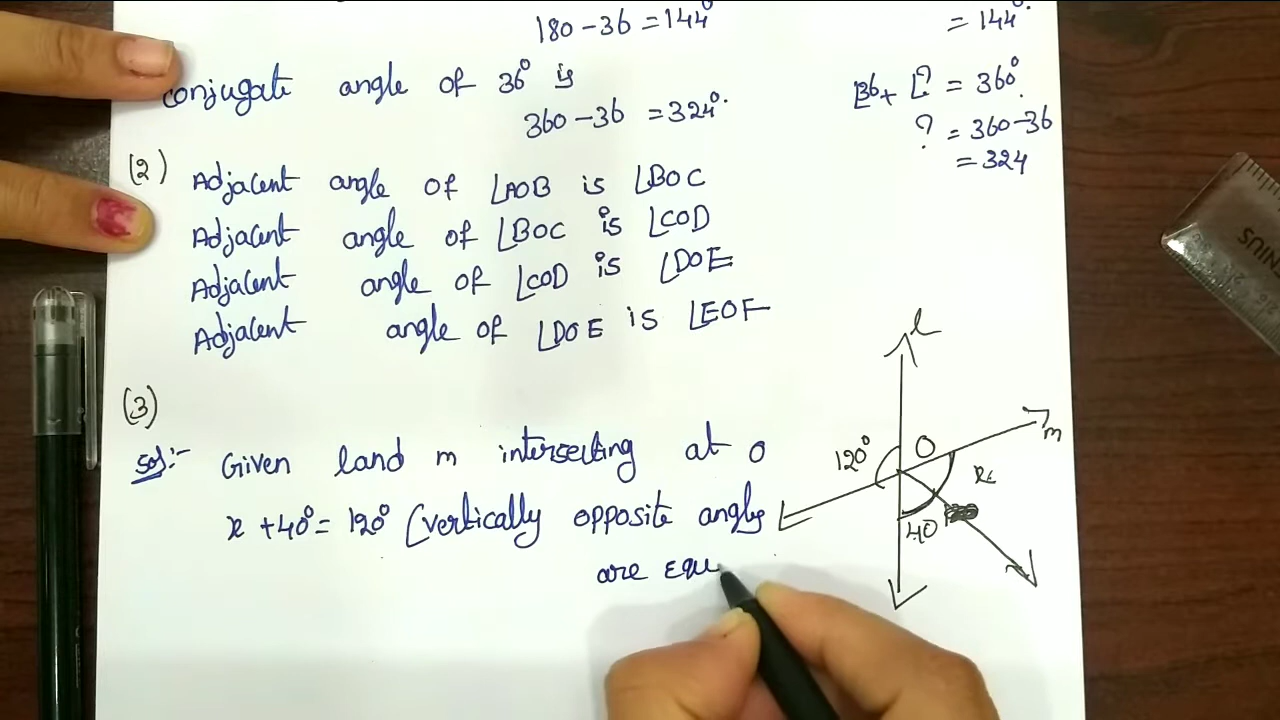 180 - 36 = 144°
= 144°.
Conjugate angle of 36° is
360 - 36 = 324°.
∠36 + ∠? = 360°.
? = 360 - 36
= 324
(2)
Adjacent angle of ∠AOB is ∠BOC
Adjacent angle of ∠BOC is ∠COD
Adjacent angle of ∠COD is ∠DOE
Adjacent angle of ∠DOE is ∠EOF
(3)
Sol:- Given l and m intersecting at O
x + 40° = 120° (vertically opposite angles
are equ
l
m
120°
O
x
40